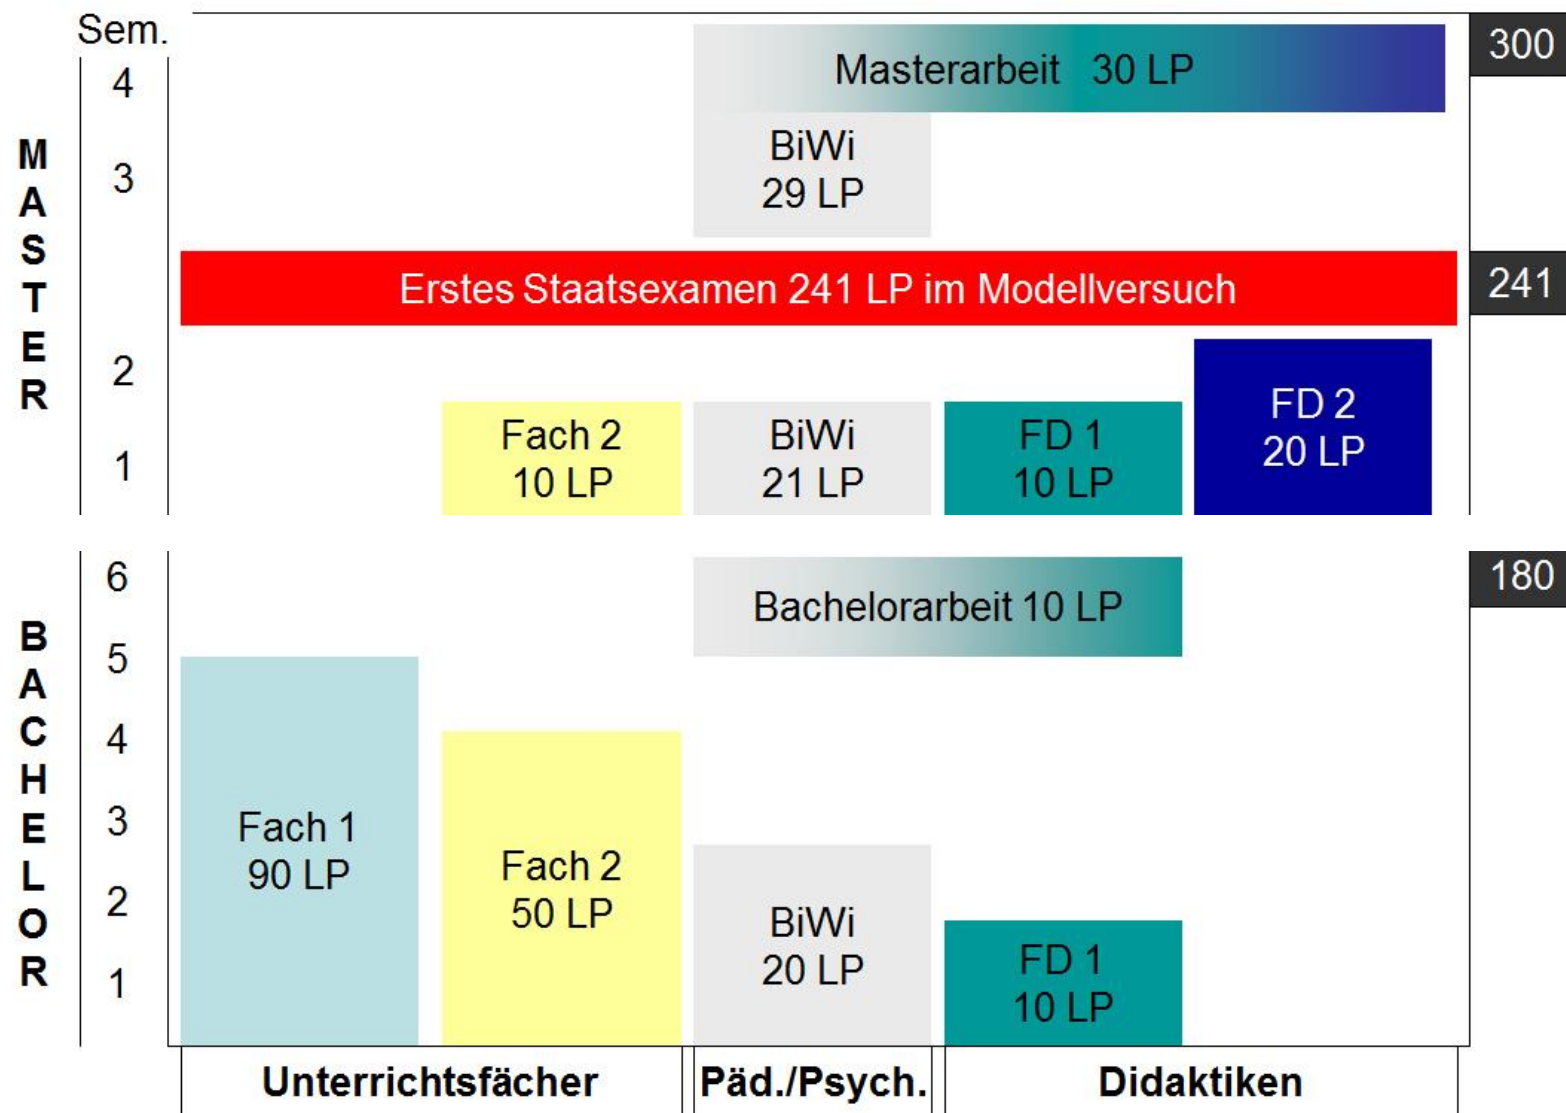 Sem.
300
4
Masterarbeit 30 LP
MASTER
3
BiWi
29 LP
Erstes Staatsexamen 241 LP im Modellversuch
241
2
1
Fach 2
10 LP
BiWi
21 LP
FD 1
10 LP
FD 2
20 LP
180
6
Bachelorarbeit 10 LP
BACHELOR
5
4
3
2
1
Fach 1
90 LP
Fach 2
50 LP
BiWi
20 LP
FD 1
10 LP
Unterrichtsfächer
Päd./Psych.
Didaktiken